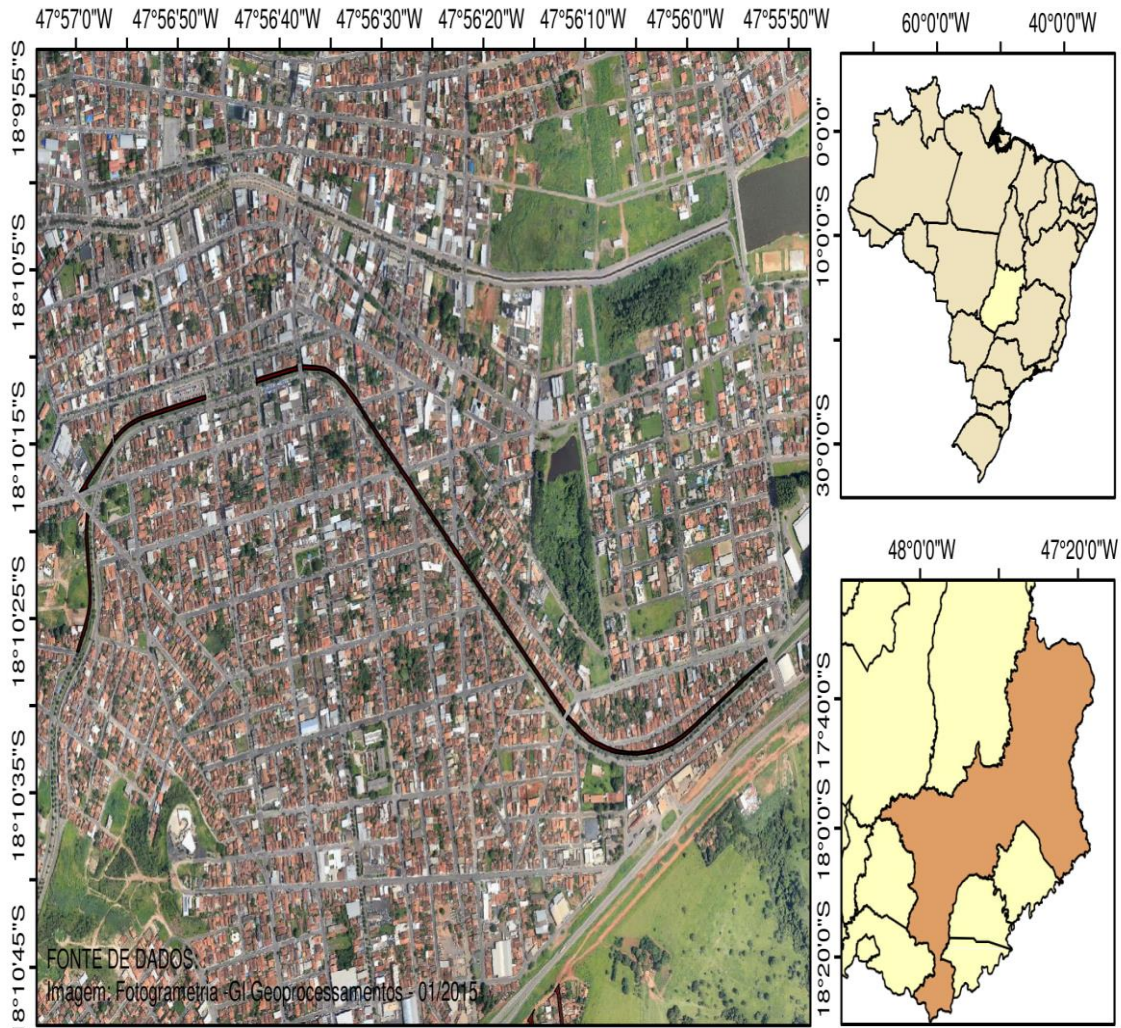 47°57'0"W 47°56'50"W 47°56'40"W 47°56'30"W 47°56'20"W 47°56'10"W 47°56'0"W 47°55'50"W
18°9'55"S
18°10'5"S
18°10'15"S
18°10'25"S
18°10'35"S
18°10'45"S
FONTE DE DADOS:
Imagem: Fotogrametria -GI Geoprocessamentos - 01/2015
60°0'0"W 40°0'0"W
0°0'0"
10°0'0"S
30°0'0"S
48°0'0"W 47°20'0"W
17°40'0"S
18°0'0"S
18°20'0"S